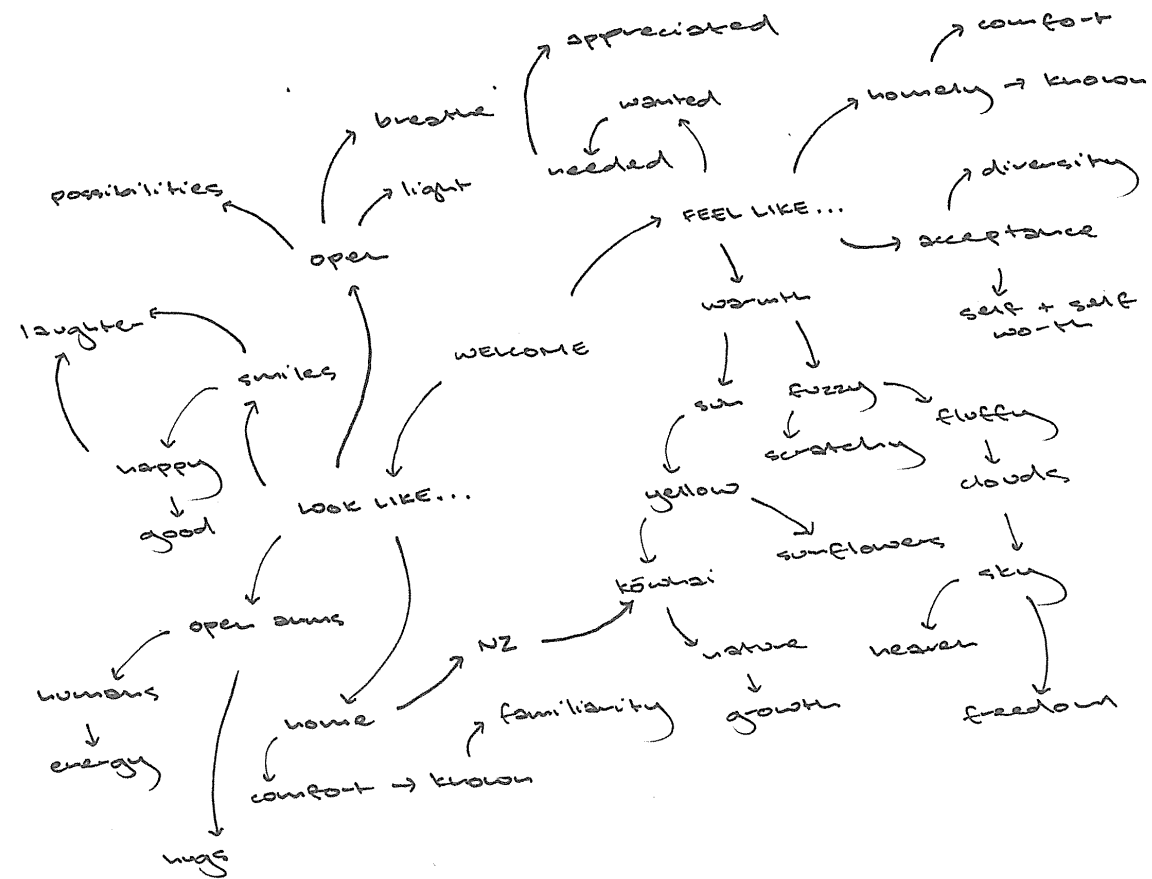 comfort
appreciated
homely → known
wanted
breathe
needed
diversity
light
possibilities
FEEL LIKE...
acceptance
open
warmth
self + self
worth
laughter
WELCOME
smiles
fuzzy
sun
fluffy
scratchy
happy
clouds
yellow
LOOK LIKE...
good
sunflowers
sky
kōwhai
open arms
NZ
nature
heaven
humans
home
familiarity
growth
freedom
energy
comfort → known
hugs